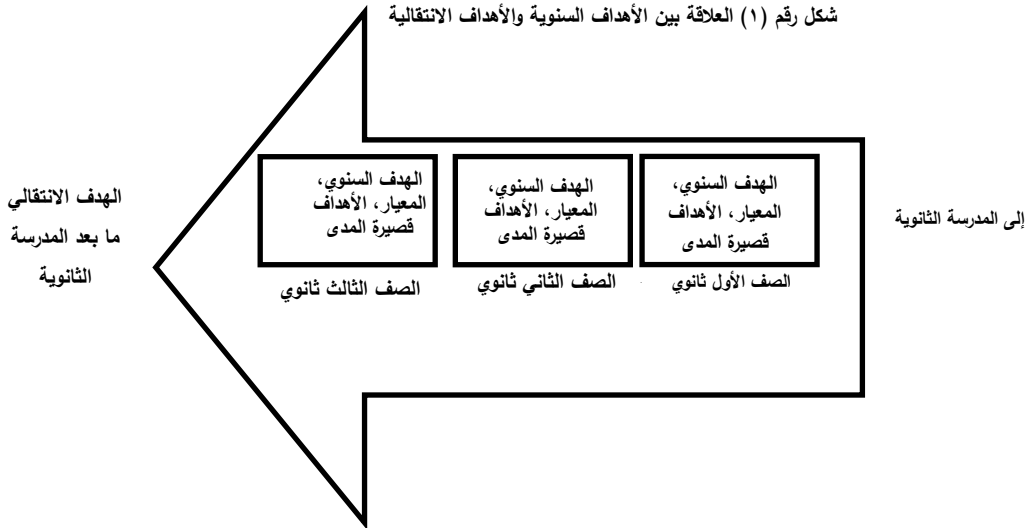 شكل رقم (١) العلاقة بين الأهداف السنوية والأهداف الانتقالية
إلى المدرسة الثانوية
الهدف السنوي،
المعيار، الأهداف
قصيرة المدى
الصف الأول ثانوي
الهدف السنوي،
المعيار، الأهداف
قصيرة المدى
الصف الثاني ثانوي
الهدف السنوي،
المعيار، الأهداف
قصيرة المدى
الصف الثالث ثانوي
الهدف الانتقالي
ما بعد المدرسة
الثانوية